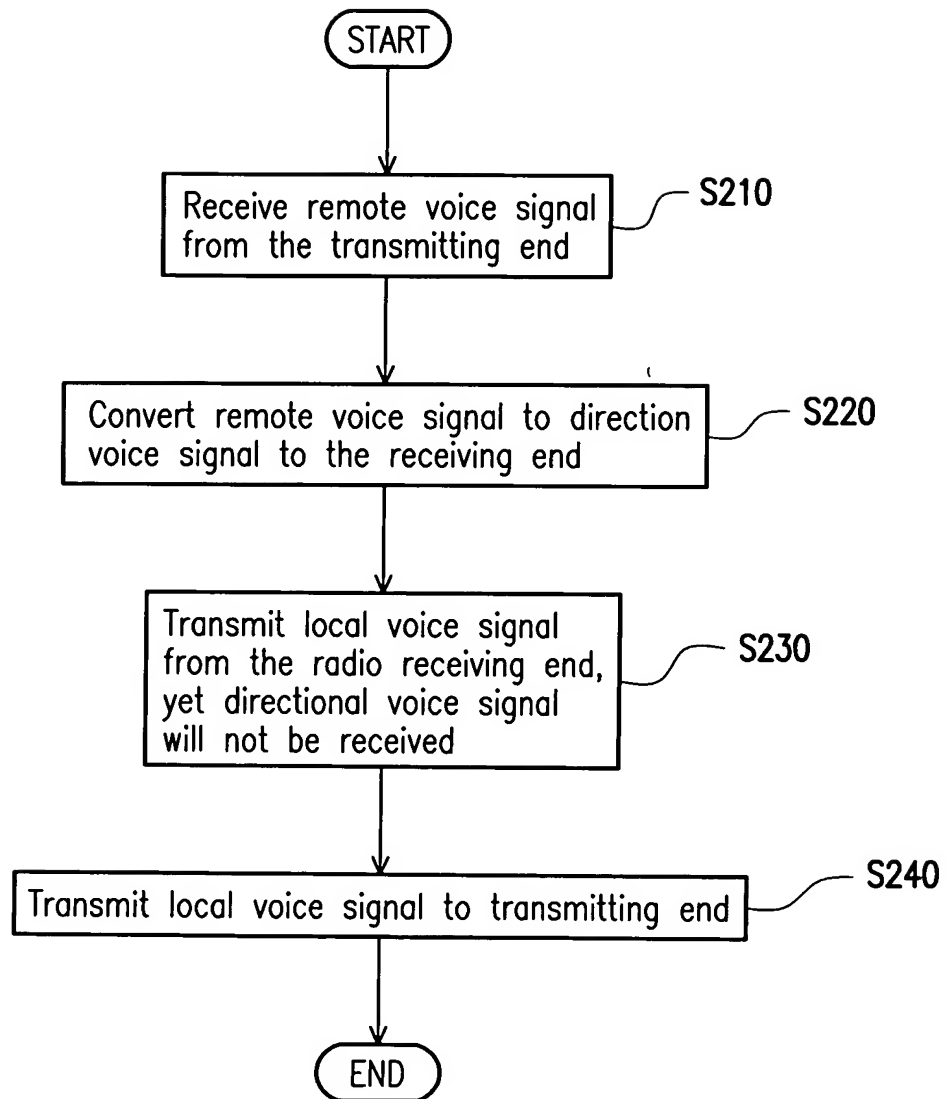 START
Receive remote voice signal
from the transmitting end
S210
Convert remote voice signal to direction
voice signal to the receiving end
S220
Transmit local voice signal
from the radio receiving end,
yet directional voice signal
will not be received
S230
Transmit local voice signal to transmitting end
S240
END